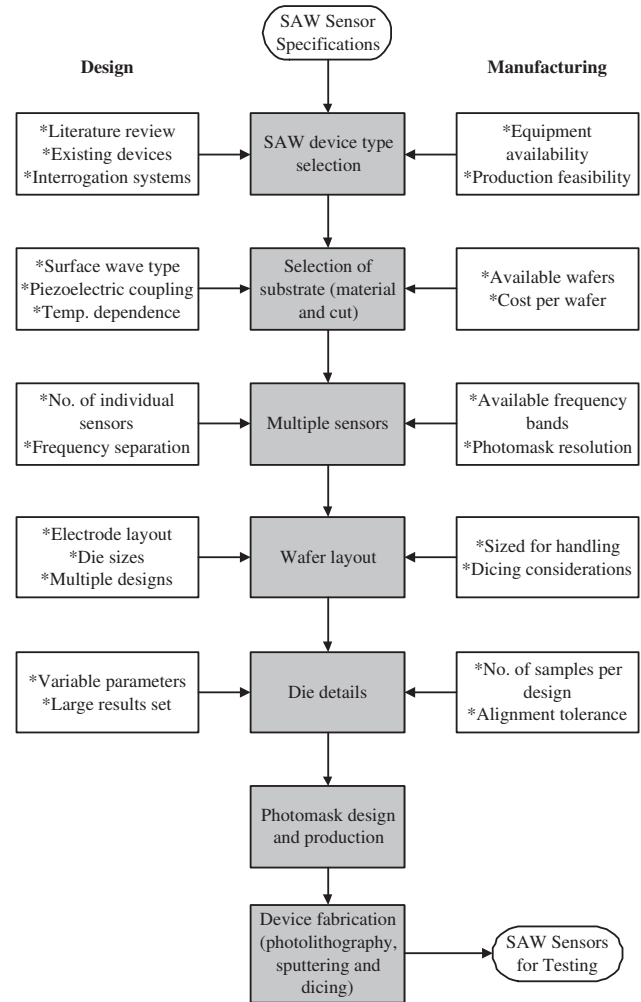 SAW Sensor
Specifications
Design
Manufacturing
*Literature review
*Existing devices
*Interrogation systems
SAW device type
selection
*Equipment
availability
*Production feasibility
*Surface wave type
*Piezoelectric coupling
*Temp. dependence
Selection of
substrate (material
and cut)
*Available wafers
*Cost per wafer
*No. of individual
sensors
*Frequency separation
Multiple sensors
*Available frequency
bands
*Photomask resolution
*Electrode layout
*Die sizes
*Multiple designs
Wafer layout
*Sized for handling
*Dicing considerations
*Variable parameters
*Large results set
Die details
*No. of samples per
design
*Alignment tolerance
Photomask design
and production
Device fabrication
(photolithography,
sputtering and
dicing)
SAW Sensors
for Testing